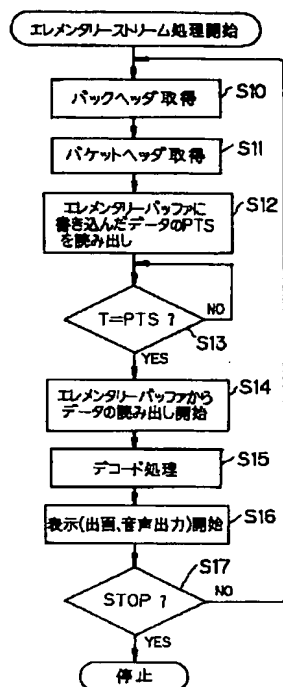 エレメンタリーストリーム処理開始
パックヘッダ取得
S10
パケットヘッダ取得
S11
エレメンタリーバッファに
書き込んだデータのPTS
を読み出し
S12
T=PTS ?
NO
S13
YES
エレメンタリーバッファから
データの読み出し開始
S14
デコード処理
S15
表示(出画、音声出力)開始
S16
S17
STOP ?
NO
YES
停止